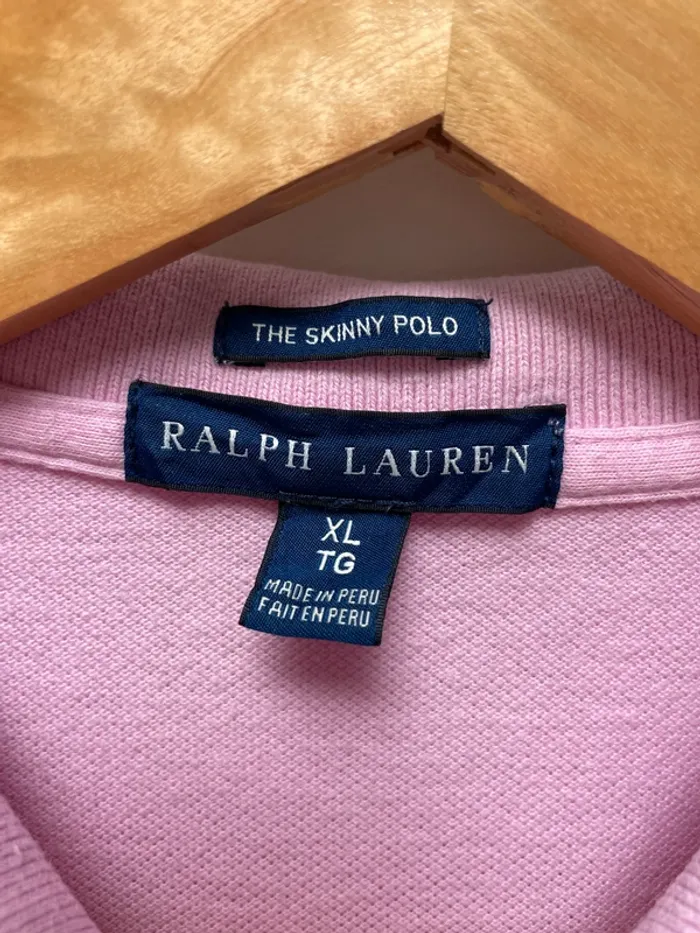 THE SKINNY POLO
RALPH LAUREN
XL
TG
MADE IN PERU
FAIT EN PERU